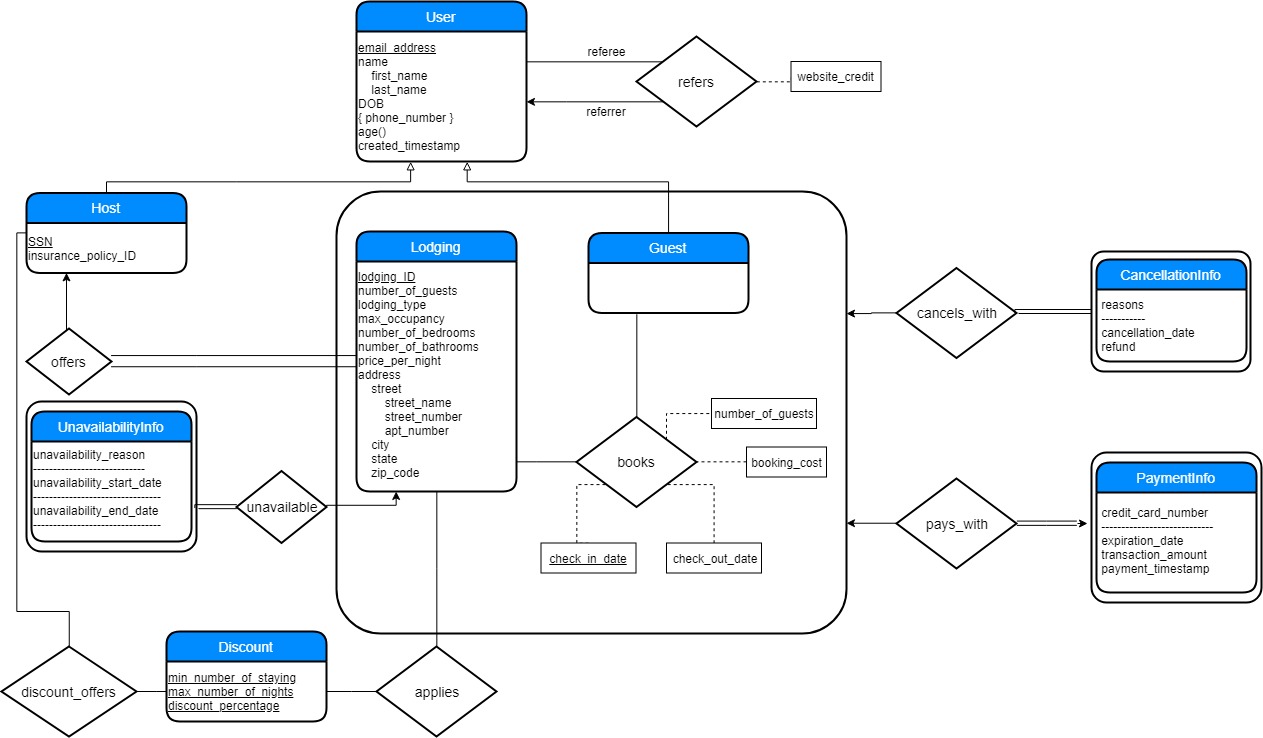 User
email_address
name
first_name
last_name
DOB
{ phone_number }
age()
created_timestamp
referee
refers
referrer
website_credit
Host
SSN
insurance_policy_ID
Lodging
lodging_ID
number_of_guests
lodging_type
max_occupancy
number_of_bedrooms
number_of_bathrooms
price_per_night
address
street
street_name
street_number
apt_number
city
state
zip_code
Guest
cancels_with
CancellationInfo
reasons
-----------
cancellation_date
refund
offers
UnavailabilityInfo
unavailability_reason
---------------------------
unavailability_start_date
-------------------------------
unavailability_end_date
-------------------------------
unavailable
books
number_of_guests
booking_cost
check_in_date
check_out_date
pays_with
PaymentInfo
credit_card_number
---------------------------
expiration_date
transaction_amount
payment_timestamp
discount_offers
Discount
min_number_of_staying
max_number_of_nights
discount_percentage
applies